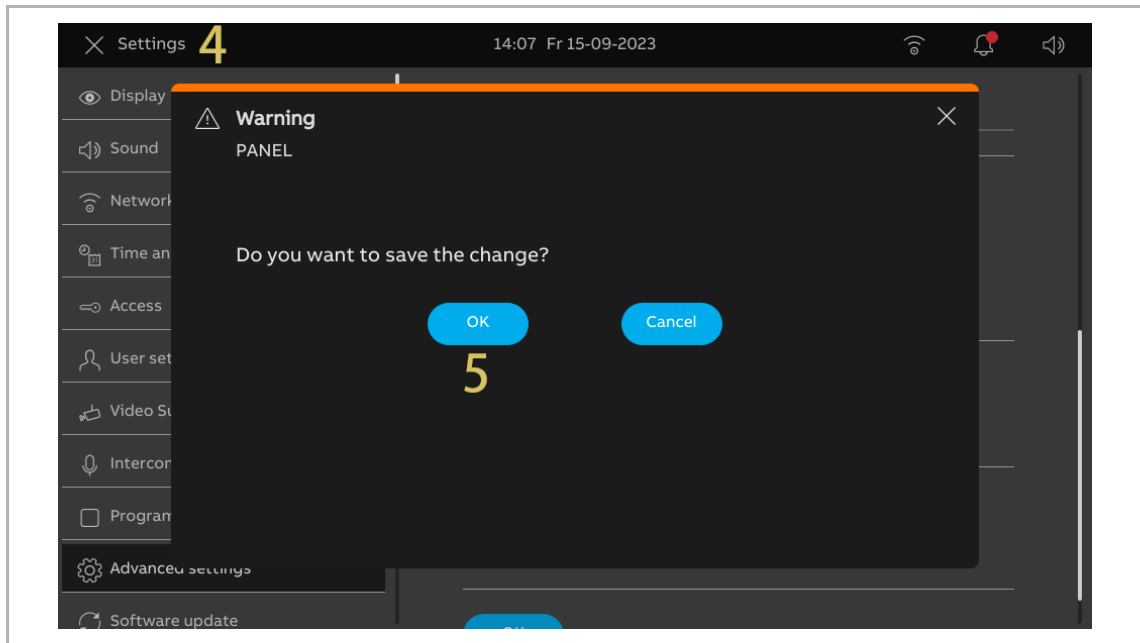 Settings 4 14:07 Fr 15-09-2023
Display
Warning
Sound
PANEL
Network
Time an
Do you want to save the change?
Access
OK Cancel
User set
5
Video Su
Intercon
Program
Advanced settings
Software update
OK